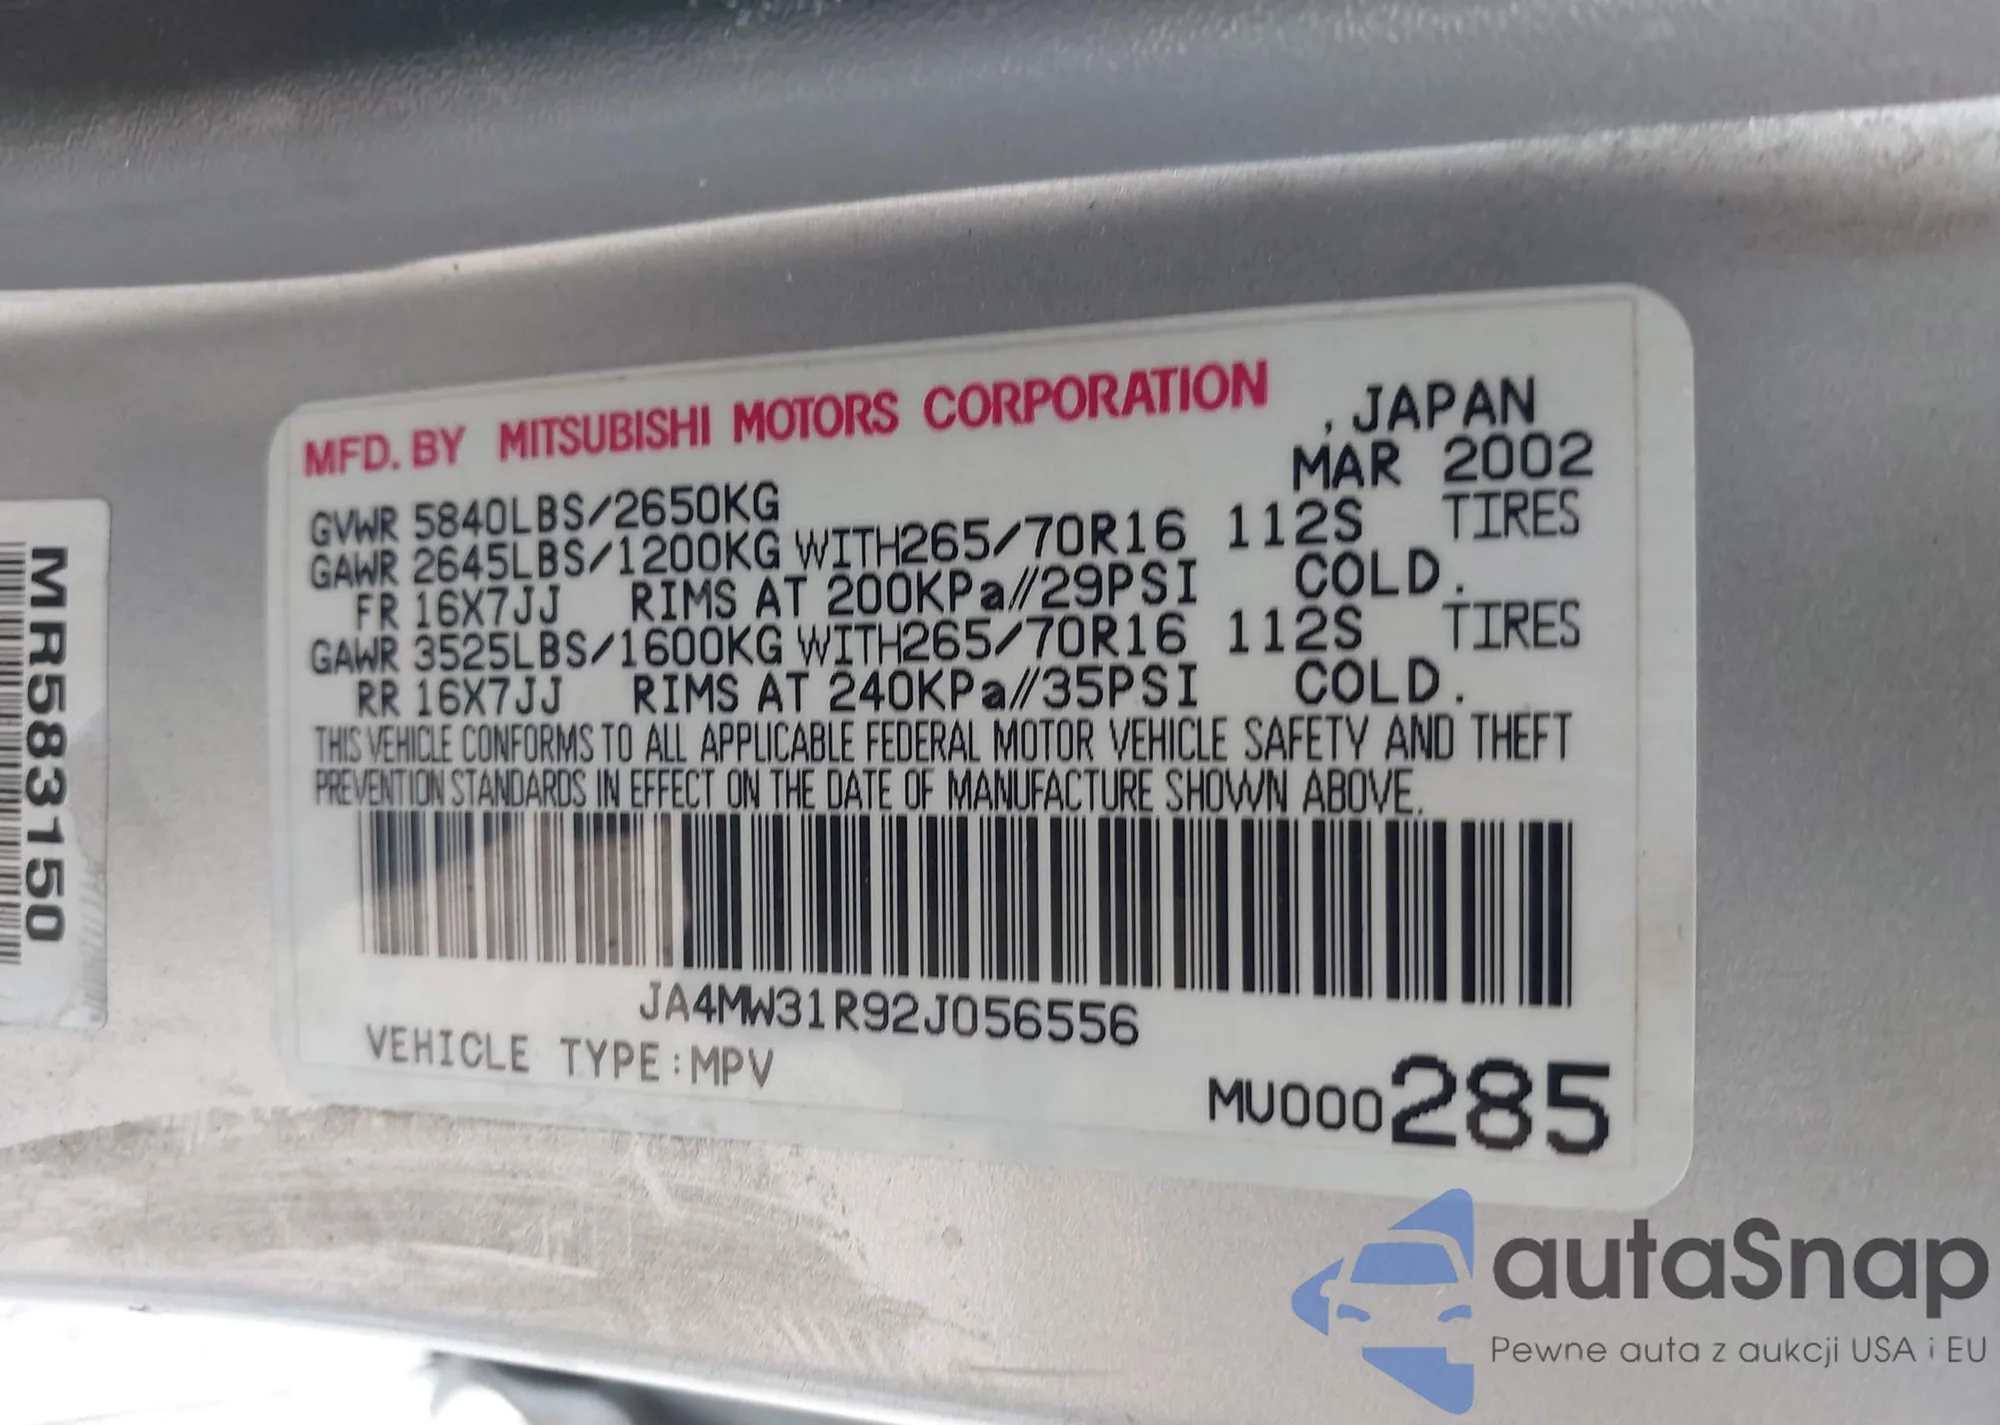 MFD. BY MITSUBISHI MOTORS CORPORATION , JAPAN
MAR 2002
GVWR 5840LBS/2650KG
GAWR 2645LBS/1200KG WITH265/70R16 112S TIRES
FR 16X7JJ RIMS AT 200KPa//29PSI COLD.
GAWR 3525LBS/1600KG WITH265/70R16 112S TIRES
RR 16X7JJ RIMS AT 240KPa//35PSI COLD.
THIS VEHICLE CONFORMS TO ALL APPLICABLE FEDERAL MOTOR VEHICLE SAFETY AND THEFT
PREVENTION STANDARDS IN EFFECT ON THE DATE OF MANUFACTURE SHOWN ABOVE.
JA4MW31R92J056556
VEHICLE TYPE:MPV
MU000285
MR583150
autaSnap
Pewne auta z aukcji USA i EU